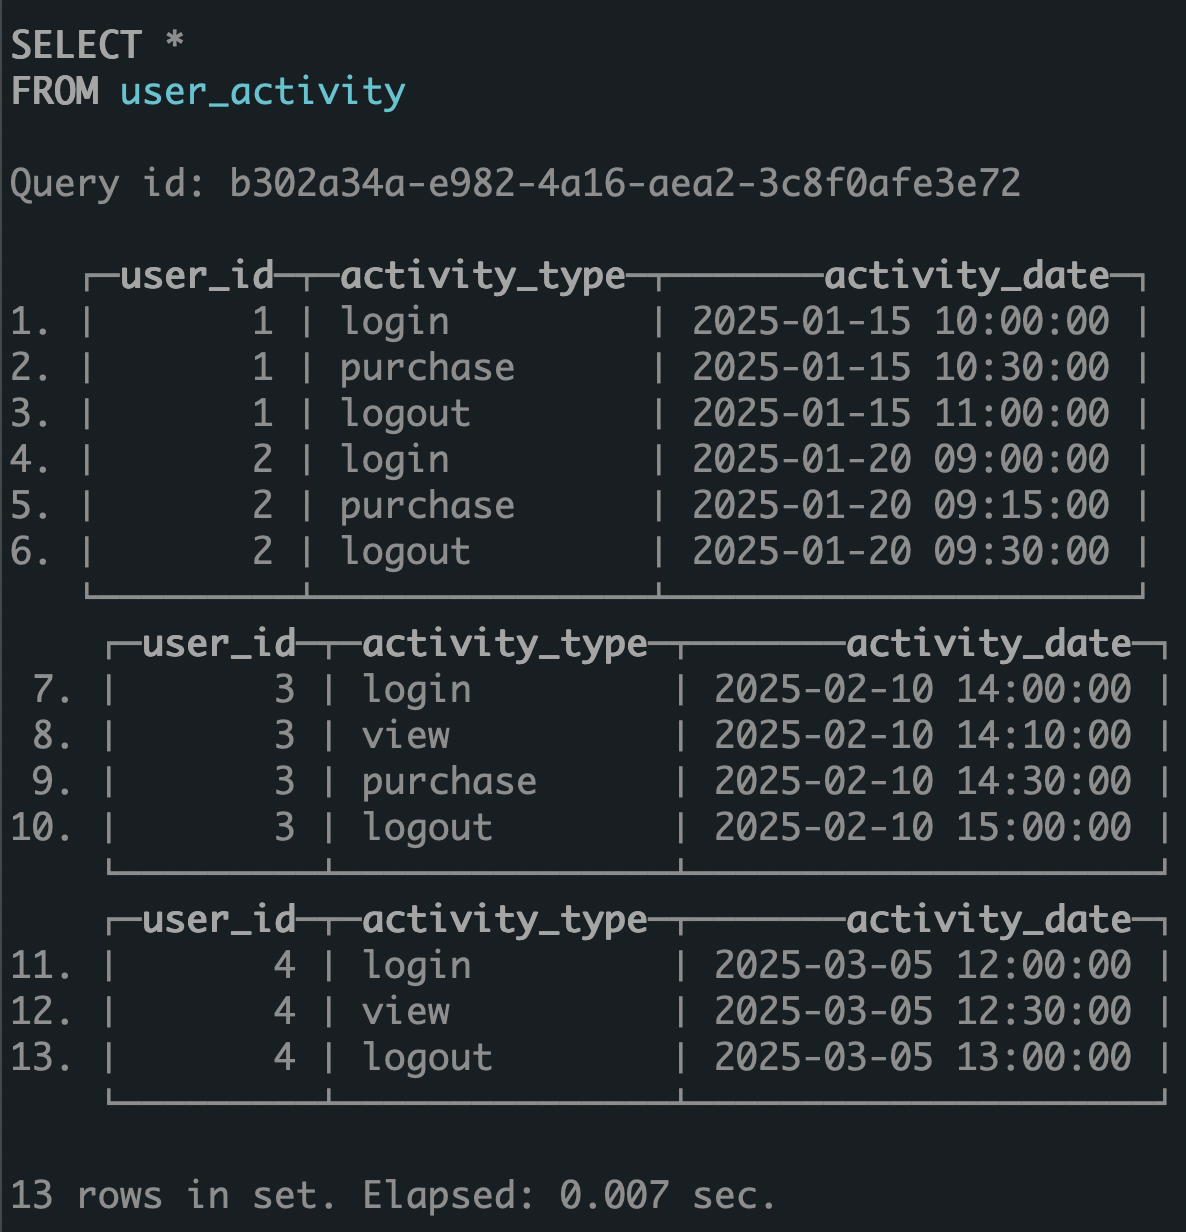 SELECT *
FROM user_activity
Query id: b302a34a-e982-4a16-aea2-3c8f0afe3e72
user_id activity_type activity_date
1. 1 login 2025-01-15 10:00:00
2. 1 purchase 2025-01-15 10:30:00
3. 1 logout 2025-01-15 11:00:00
4. 2 login 2025-01-20 09:00:00
5. 2 purchase 2025-01-20 09:15:00
6. 2 logout 2025-01-20 09:30:00
user_id activity_type activity_date
7. 3 login 2025-02-10 14:00:00
8. 3 view 2025-02-10 14:10:00
9. 3 purchase 2025-02-10 14:30:00
10. 3 logout 2025-02-10 15:00:00
user_id activity_type activity_date
11. 4 login 2025-03-05 12:00:00
12. 4 view 2025-03-05 12:30:00
13. 4 logout 2025-03-05 13:00:00
13 rows in set. Elapsed: 0.007 sec.